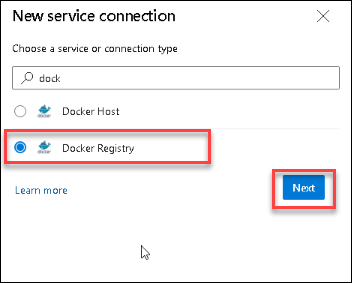 New service connection
Choose a service or connection type
dock
Docker Host
Docker Registry
Learn more
Next